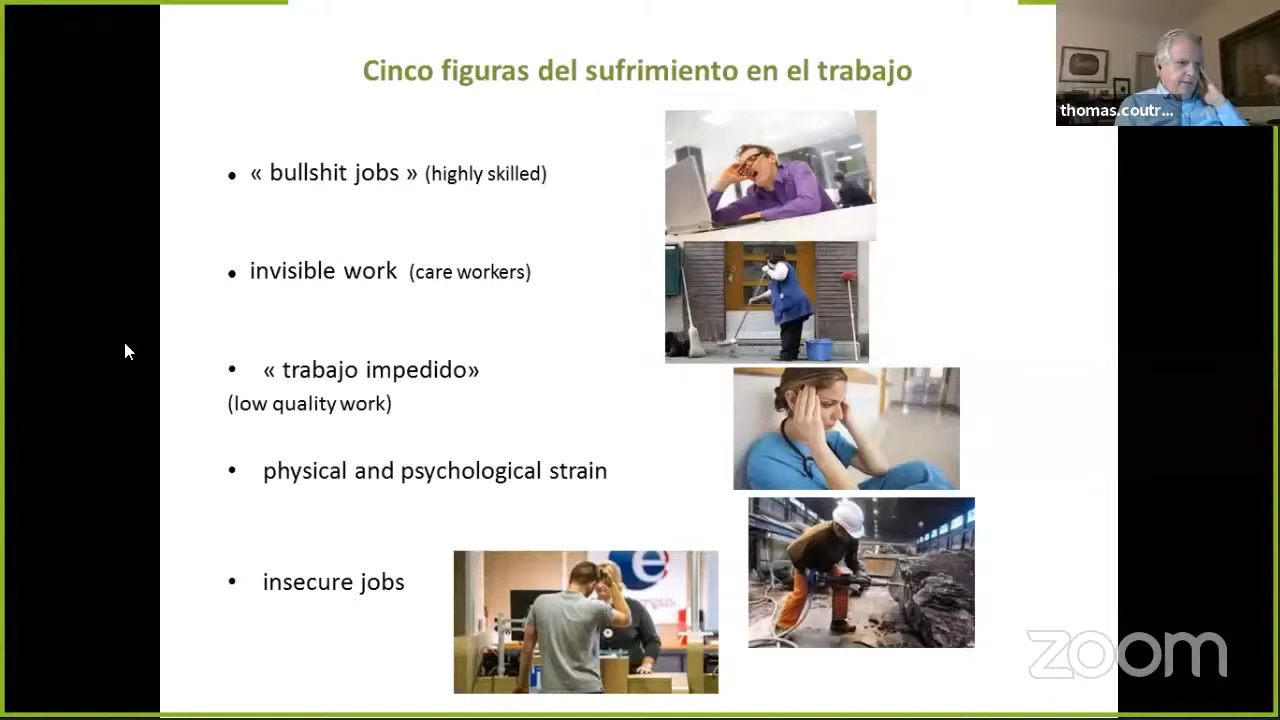 Cinco figuras del sufrimiento en el trabajo
thomas.coutr...
• « bullshit jobs » (highly skilled)
• invisible work (care workers)
• « trabajo impedido»
(low quality work)
• physical and psychological strain
• insecure jobs
zoom